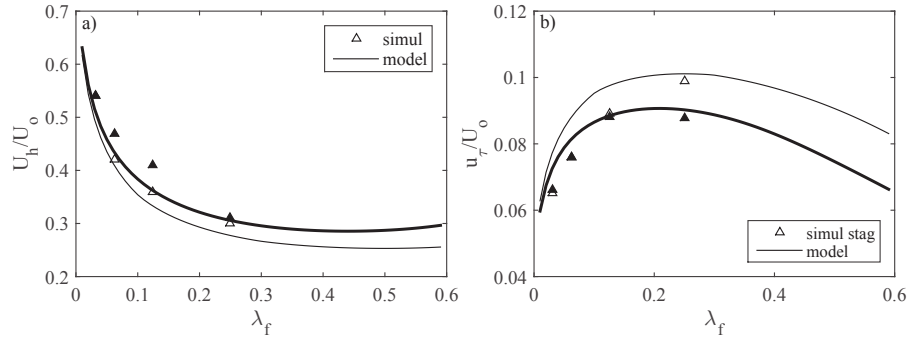 a)
simul
model
U_h/U_o
0.7
0.6
0.5
0.4
0.3
0.2
0 0.1 0.2 0.3 0.4 0.5 0.6
λ_f
b)
simul stag
model
u_τ/U_o
0.12
0.1
0.08
0.06
0.04
0 0.2 0.4 0.6
λ_f